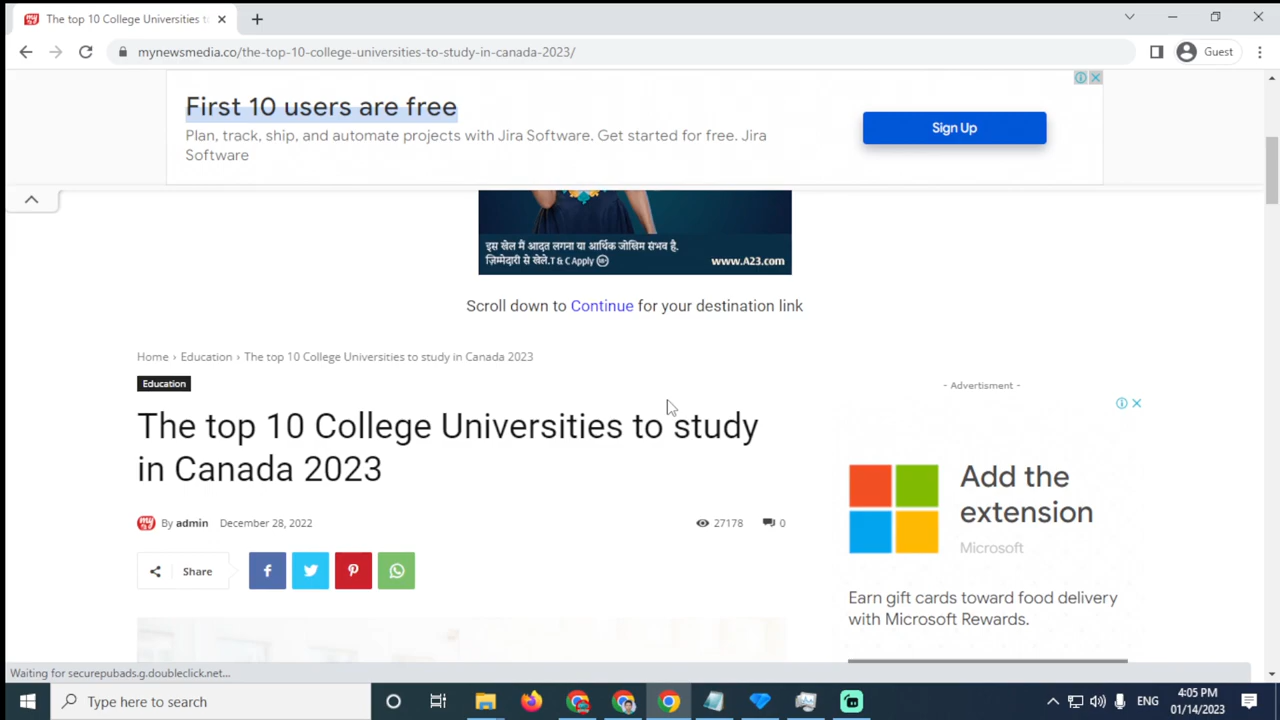 The top 10 College Universities to
mynewsmedia.co/the-top-10-college-universities-to-study-in-canada-2023/
Guest
First 10 users are free
Plan, track, ship, and automate projects with Jira Software. Get started for free. Jira
Software
Sign Up
इस खेल में आदत लगना या आर्थिक जोखिम संभव है.
ज़िम्मेदारी से खेलें.T & C Apply 18+
www.A23.com
Scroll down to Continue for your destination link
Home › Education › The top 10 College Universities to study in Canada 2023
Education
The top 10 College Universities to study
in Canada 2023
By admin December 28, 2022
27178 0
Share
- Advertisment -
Add the
extension
Microsoft
Earn gift cards toward food delivery
with Microsoft Rewards.
Waiting for securepubads.g.doubleclick.net...
Type here to search
ENG
4:05 PM
01/14/2023